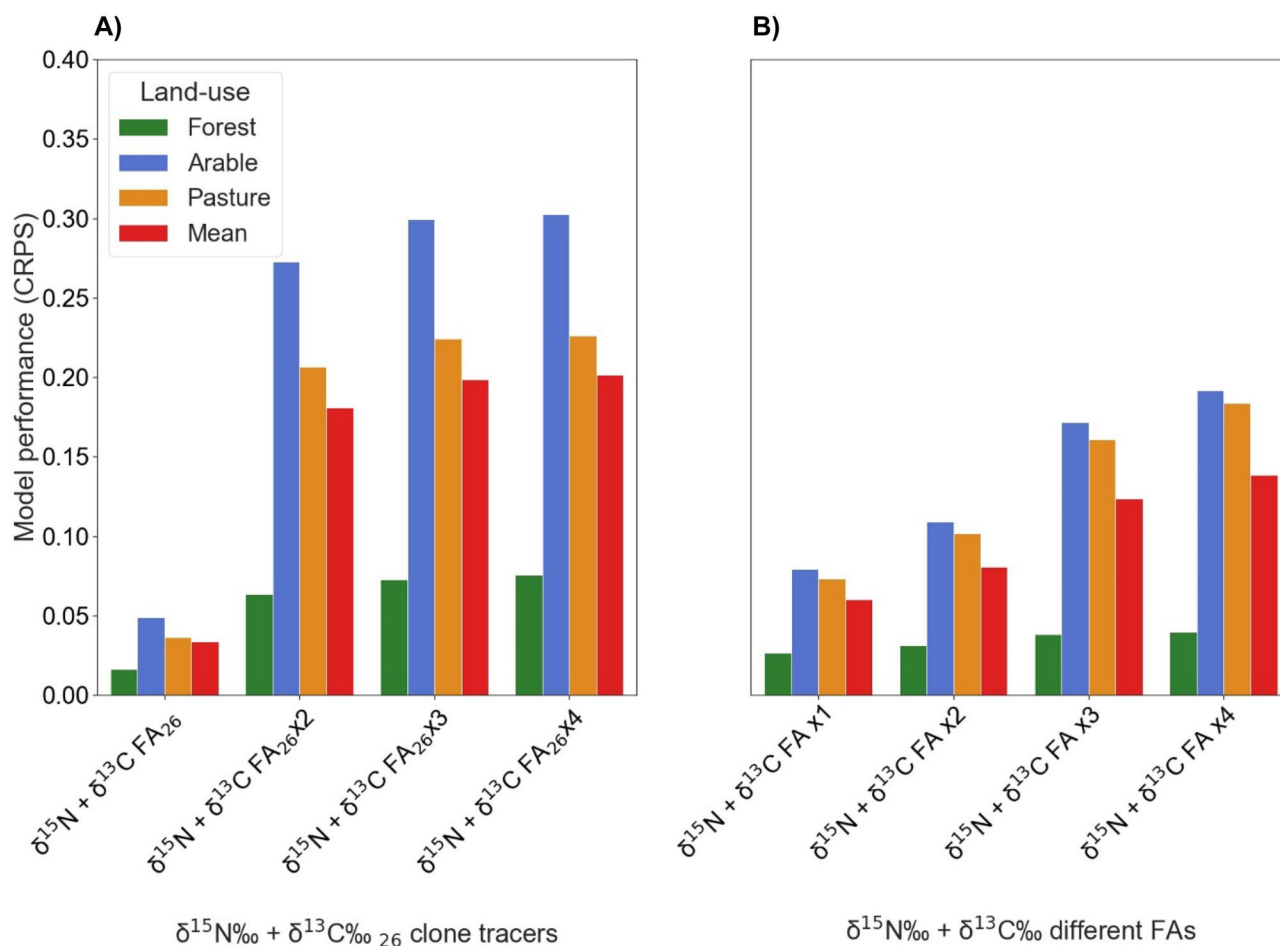 A)
B)
Model performance (CRPS)
0.40
0.35
0.30
0.25
0.20
0.15
0.10
0.05
0.00
Land-use
Forest
Arable
Pasture
Mean
δ¹⁵N + δ¹³C FA₂₆
δ¹⁵N + δ¹³C FA₂₆x2
δ¹⁵N + δ¹³C FA₂₆x3
δ¹⁵N + δ¹³C FA₂₆x4
δ¹⁵N + δ¹³C FA x1
δ¹⁵N + δ¹³C FA x2
δ¹⁵N + δ¹³C FA x3
δ¹⁵N + δ¹³C FA x4
δ¹⁵N‰ + δ¹³C‰ ₂₆ clone tracers
δ¹⁵N‰ + δ¹³C‰ different FAs